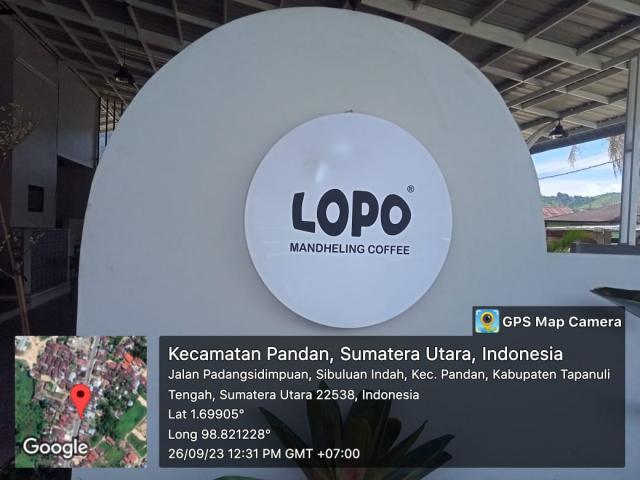 LOPO®
MANDHELING COFFEE
GPS Map Camera
Kecamatan Pandan, Sumatera Utara, Indonesia
Jalan Padangsidimpuan, Sibuluan Indah, Kec. Pandan, Kabupaten Tapanuli
Tengah, Sumatera Utara 22538, Indonesia
Lat 1.69905°
Long 98.821228°
26/09/23 12:31 PM GMT +07:00
Google